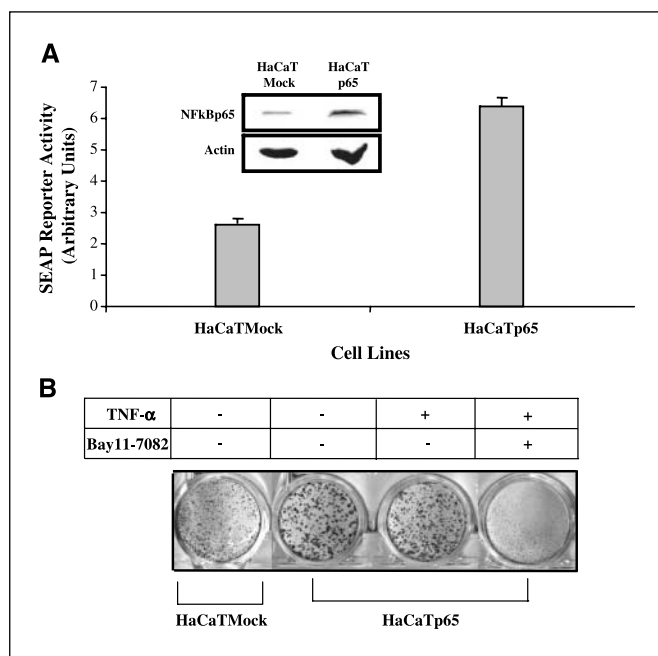 A
SEAP Reporter Activity
(Arbitrary Units)
7
6
5
4
3
2
1
0
HaCaT
Mock
HaCaT
p65
NFkBp65
Actin
HaCaTMock
HaCaTp65
Cell Lines
B
TNF-α - - + +
Bay11-7082 - - - +
HaCaTMock
HaCaTp65